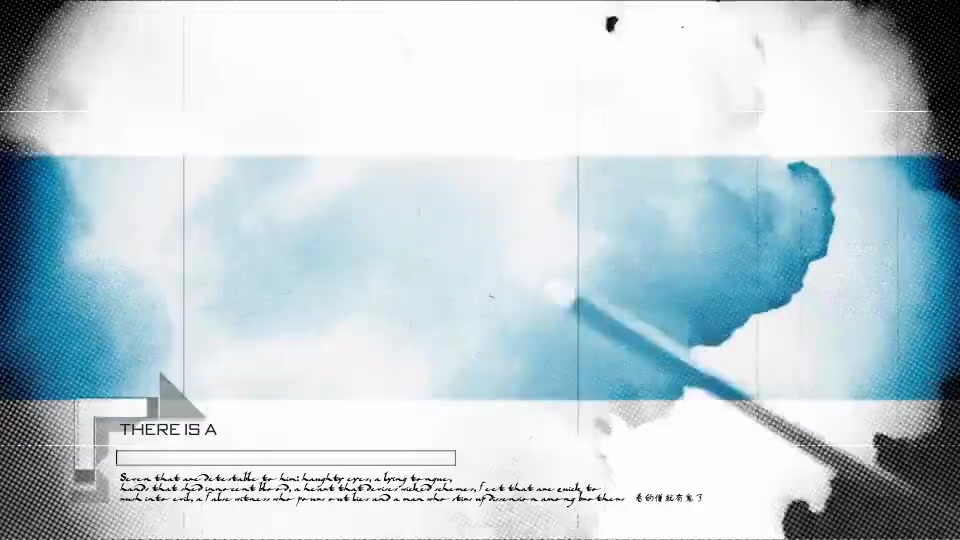 THERE IS A
Seven that are detestable to him: haughty eyes, a lying tongue,
hands that shed innocent blood, a heart that devises wicked schemes, feet that are quick to
rush into evil, a false witness who pours out lies and a man who stirs up dissension among brothers 看的懂就有鬼了